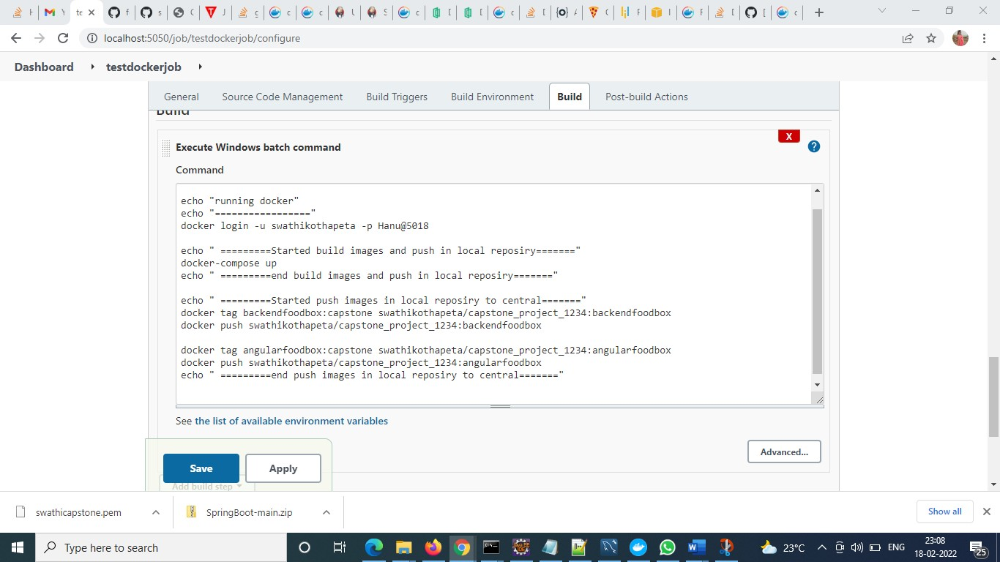 localhost:5050/job/testdockerjob/configure
Dashboard testdockerjob
General Source Code Management Build Triggers Build Environment Build Post-build Actions
Build
X
Execute Windows batch command
?
Command
echo "running docker"
echo "================="
docker login -u swathikothapeta -p Hanu@5018
echo " =========Started build images and push in local reposiry======="
docker-compose up
echo " =========end build images and push in local reposiry======="
echo " =========Started push images in local reposiry to central======="
docker tag backendfoodbox:capstone swathikothapeta/capstone_project_1234:backendfoodbox
docker push swathikothapeta/capstone_project_1234:backendfoodbox
docker tag angularfoodbox:capstone swathikothapeta/capstone_project_1234:angularfoodbox
docker push swathikothapeta/capstone_project_1234:angularfoodbox
echo " =========end push images in local reposiry to central======="
See the list of available environment variables
Advanced...
Save Apply
Add build step
swathicapstone.pem SpringBoot-main.zip Show all
Type here to search
23°C ENG
23:08
18-02-2022
25